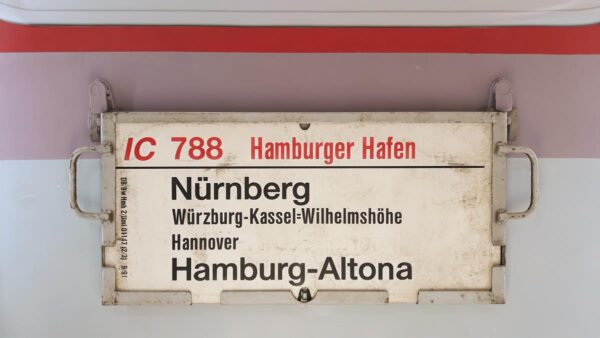 IC 788 Hamburger Hafen
Nürnberg
Würzburg-Kassel=Wilhelmshöhe
Hannover
Hamburg-Altona